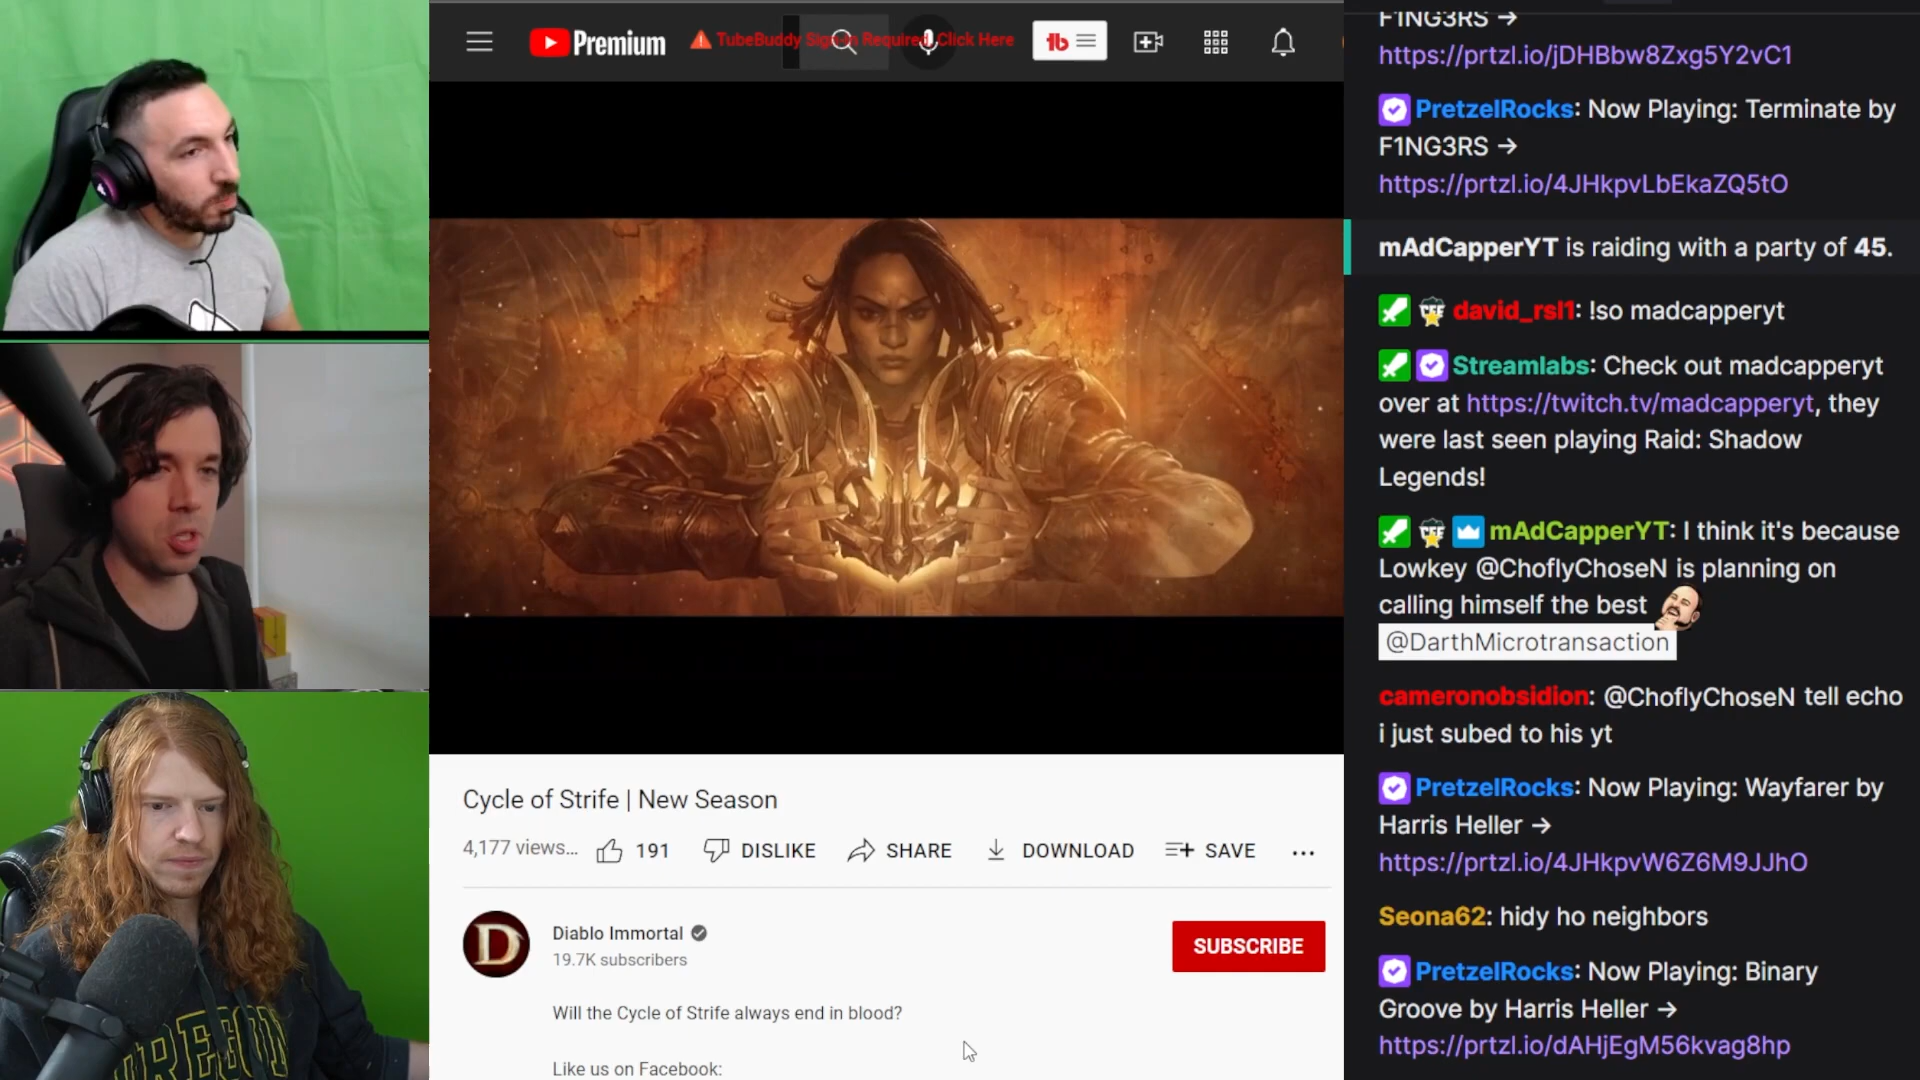 Premium
TubeBuddy Sign-in Required. Click Here
Cycle of Strife | New Season
4,177 views...
191
DISLIKE
SHARE
DOWNLOAD
SAVE
...
D
Diablo Immortal
19.7K subscribers
SUBSCRIBE
Will the Cycle of Strife always end in blood?
Like us on Facebook:
OREGON
F1NG3RS →
https://prtzl.io/jDHBbw8Zxg5Y2vC1
PretzelRocks: Now Playing: Terminate by
F1NG3RS →
https://prtzl.io/4JHkpvLbEkaZQ5tO
mAdCapperYT is raiding with a party of 45.
david_rsl1: !so madcapperyt
Streamlabs: Check out madcapperyt
over at https://twitch.tv/madcapperyt, they
were last seen playing Raid: Shadow
Legends!
mAdCapperYT: I think it's because
Lowkey @ChoflyChoseN is planning on
calling himself the best
@DarthMicrotransaction
cameronobsidion: @ChoflyChoseN tell echo
i just subed to his yt
PretzelRocks: Now Playing: Wayfarer by
Harris Heller →
https://prtzl.io/4JHkpvW6Z6M9JJhO
Seona62: hidy ho neighbors
PretzelRocks: Now Playing: Binary
Groove by Harris Heller →
https://prtzl.io/dAHjEgM56kvag8hp